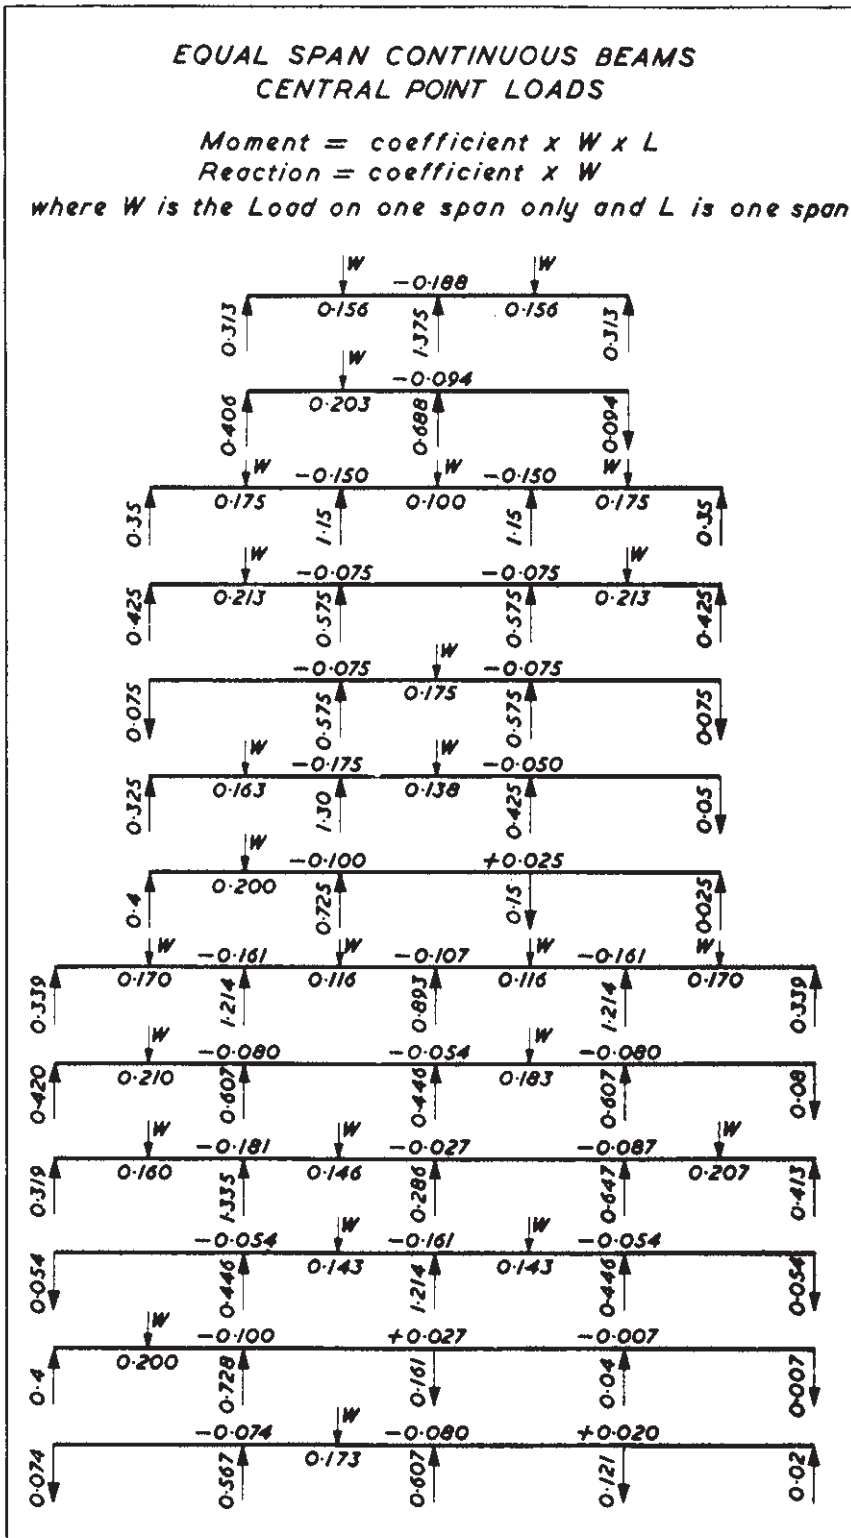 EQUAL SPAN CONTINUOUS BEAMS
CENTRAL POINT LOADS
Moment = coefficient x W x L
Reaction = coefficient x W
where W is the Load on one span only and L is one span
W W
-0·188
0·156 0·156
0·313 1·375 0·313
W
-0·094
0·203
0·406 0·688 0·094
W -0·150 W -0·150 W
0·175 0·100 0·175
0·35 1·15 1·15 0·35
W -0·075 -0·075 W
0·213 0·213
0·425 0·575 0·575 0·425
-0·075 W -0·075
0·175
0·075 0·575 0·575 0·075
W -0·175 W -0·050
0·163 0·138
0·325 1·30 0·425 0·05
W -0·100 +0·025
0·200
0·4 0·725 0·15 0·025
W -0·161 W -0·107 W -0·161 W
0·170 0·116 0·116 0·170
0·339 1·214 0·893 1·214 0·339
W -0·080 -0·054 W -0·080
0·210 0·183
0·420 0·607 0·446 0·607 0·08
W -0·181 W -0·027 -0·087 W
0·160 0·146 0·207
0·319 1·335 0·286 0·647 0·413
-0·054 W -0·161 W -0·054
0·143 0·143
0·054 0·446 1·214 0·446 0·054
W -0·100 +0·027 -0·007
0·200
0·4 0·728 0·161 0·04 0·007
-0·074 W -0·080 +0·020
0·173
0·074 0·567 0·607 0·121 0·02